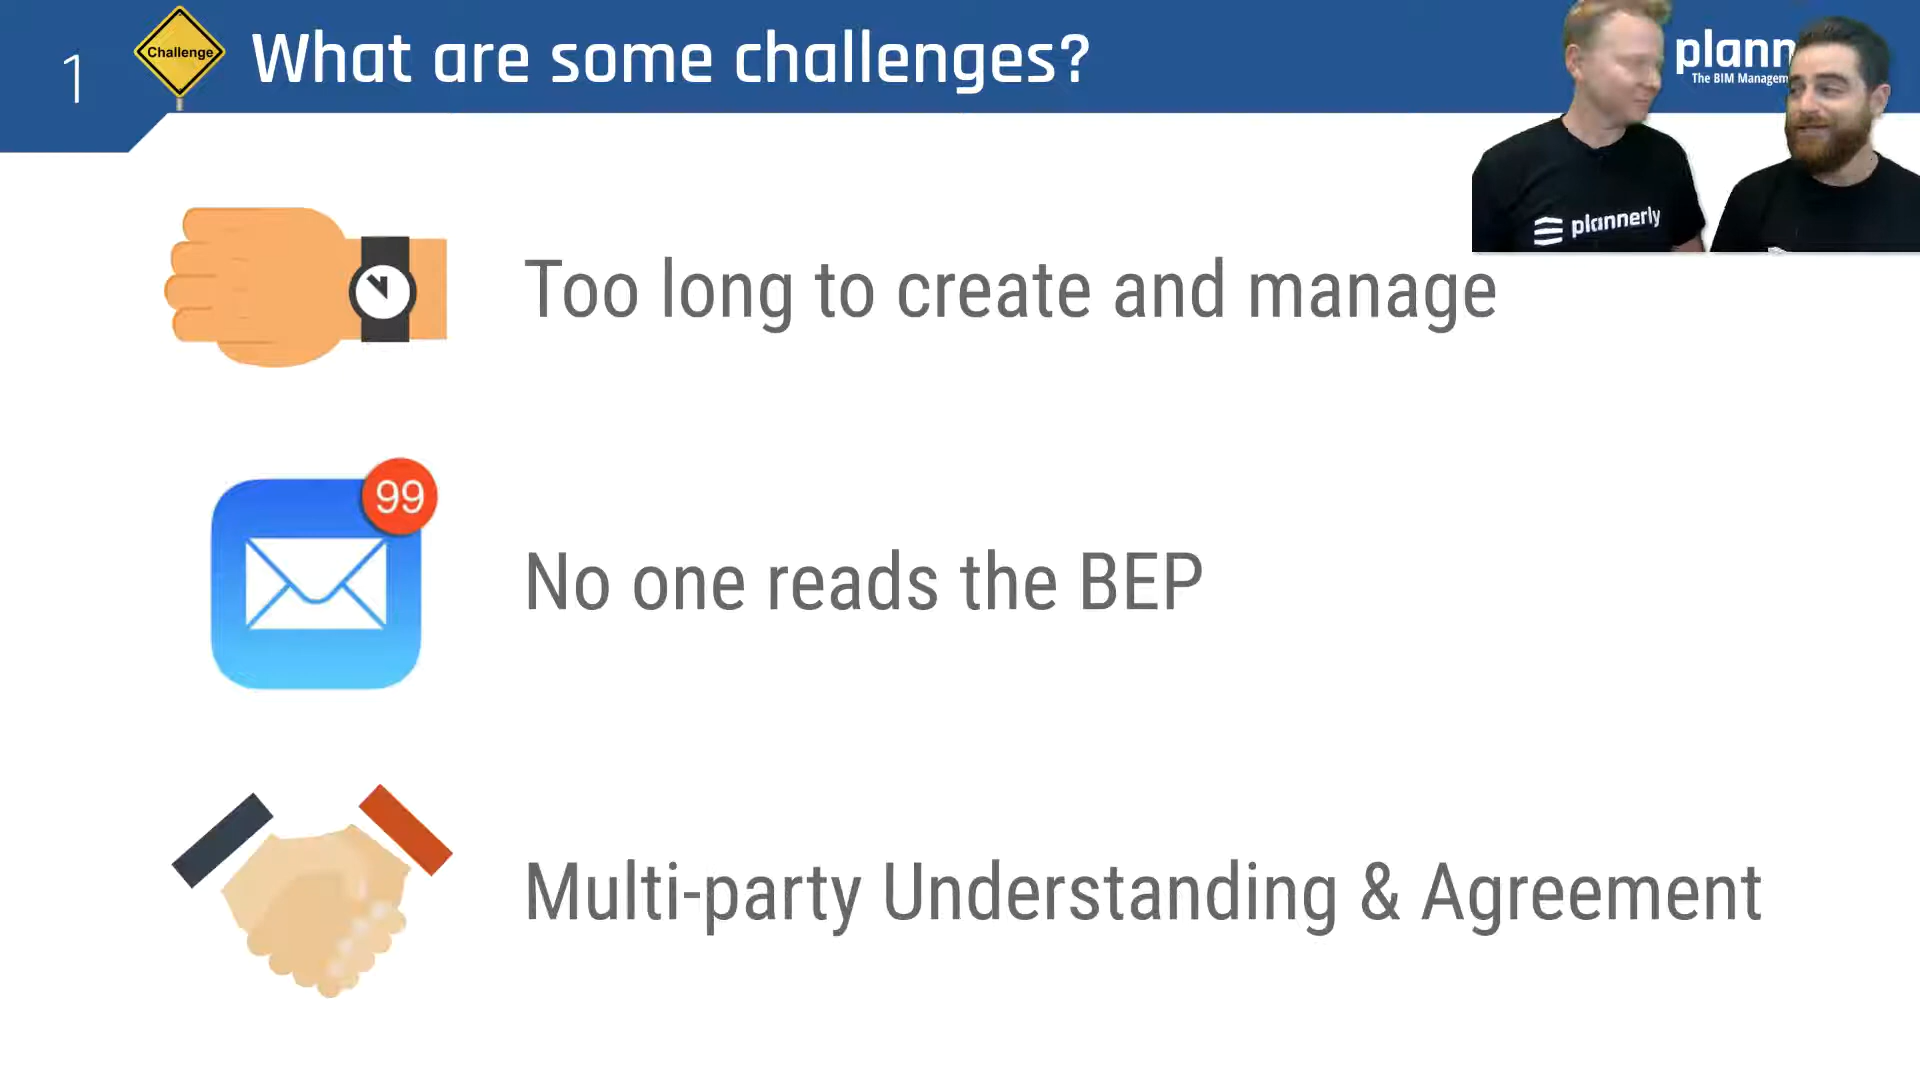 1
Challenge
What are some challenges?
plann
The BIM Managem
plannerly
Too long to create and manage
99
No one reads the BEP
Multi-party Understanding & Agreement